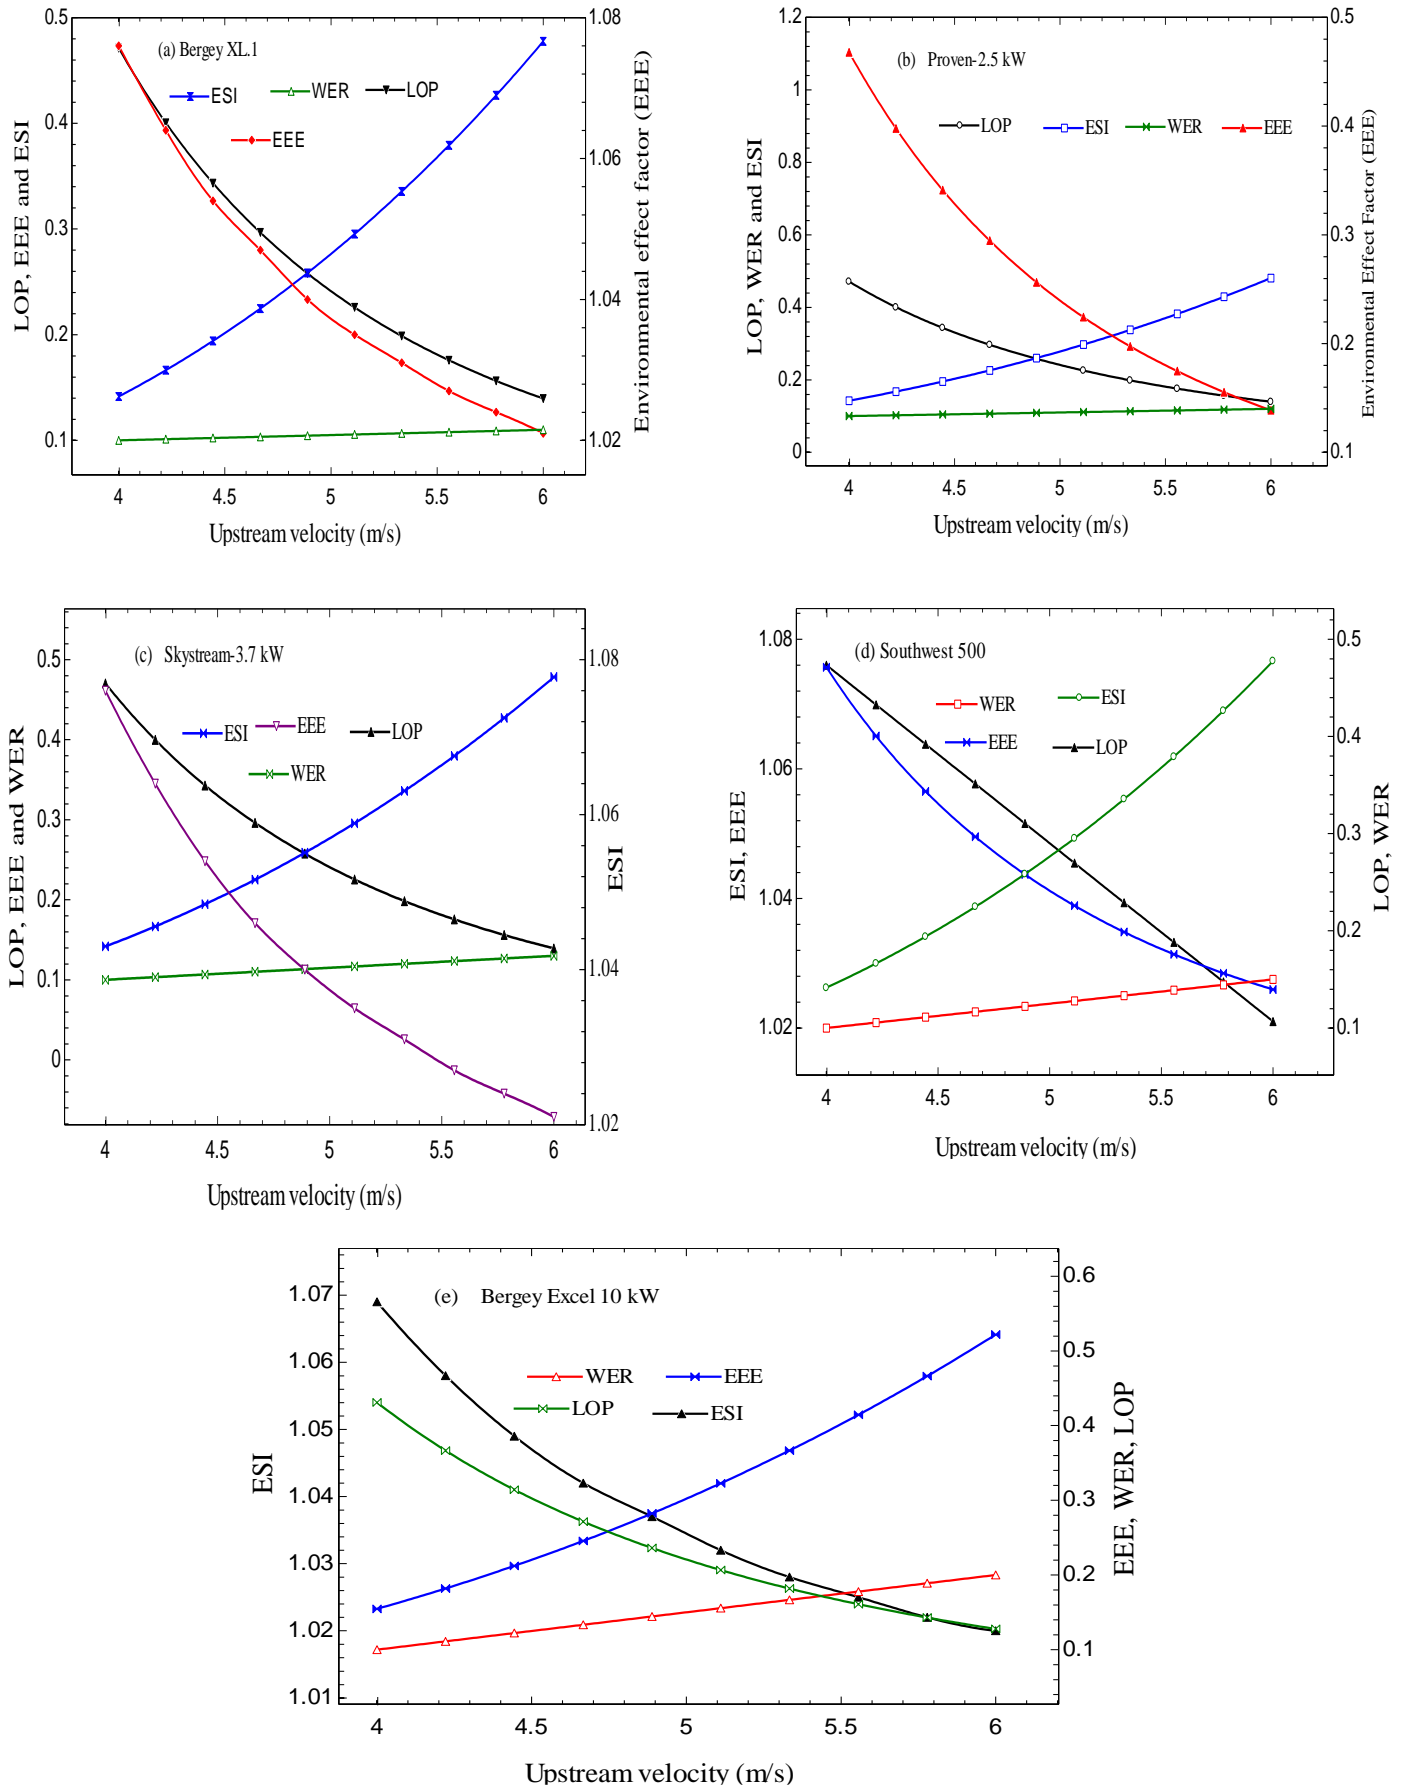 (a) Bergey XL.1
ESI WER LOP
EEE
LOP, EEE and ESI
0.5
0.4
0.3
0.2
0.1
1.08
1.06
1.04
1.02
Environmental effect factor (EEE)
4 4.5 5 5.5 6
Upstream velocity (m/s)
(b) Proven-2.5 kW
LOP ESI WER EEE
LOP, WER and ESI
1.2
1
0.8
0.6
0.4
0.2
0
0.5
0.4
0.3
0.2
0.1
Environmental Effect Factor (EEE)
4 4.5 5 5.5 6
Upstream velocity (m/s)
(c) Skystream-3.7 kW
ESI EEE LOP
WER
LOP, EEE and WER
0.5
0.4
0.3
0.2
0.1
0
1.08
1.06
1.04
1.02
ESI
4 4.5 5 5.5 6
Upstream velocity (m/s)
(d) Southwest 500
WER ESI
EEE LOP
ESI, EEE
1.08
1.06
1.04
1.02
0.5
0.4
0.3
0.2
0.1
LOP, WER
4 4.5 5 5.5 6
Upstream velocity (m/s)
(e) Bergey Excel 10 kW
WER EEE
LOP ESI
ESI
1.07
1.06
1.05
1.04
1.03
1.02
1.01
0.6
0.5
0.4
0.3
0.2
0.1
EEE, WER, LOP
4 4.5 5 5.5 6
Upstream velocity (m/s)